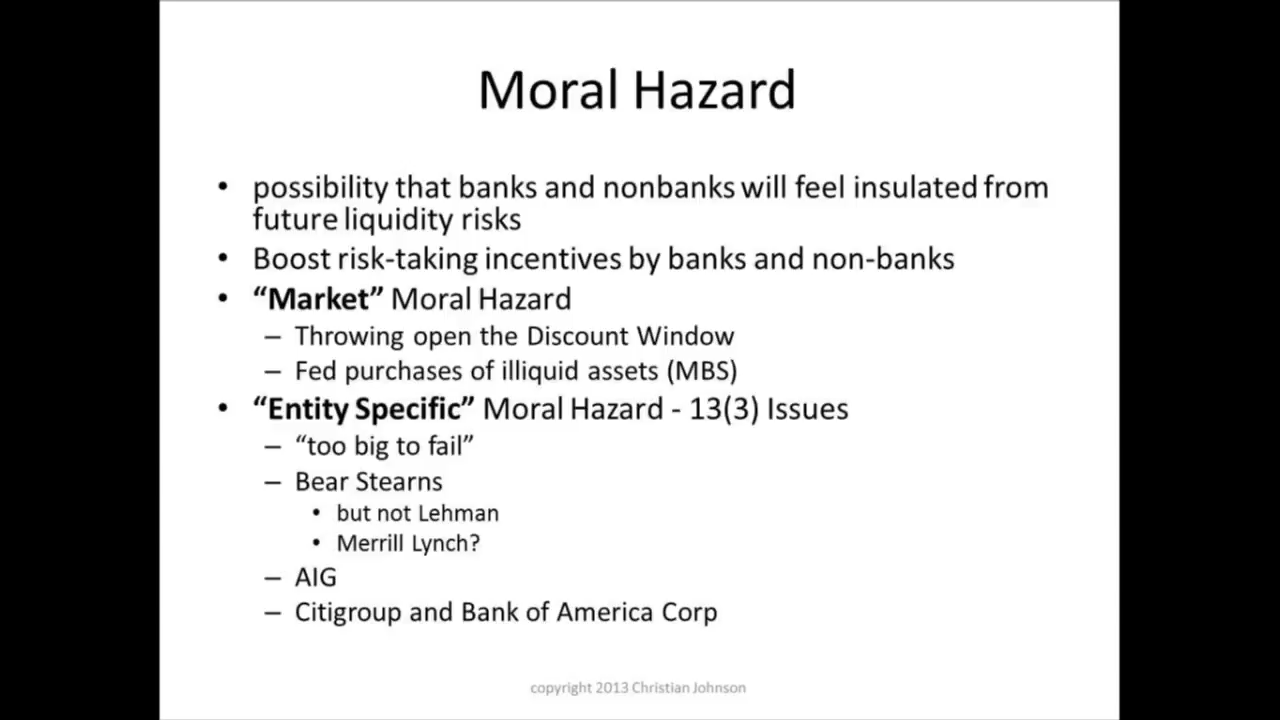 Moral Hazard
• possibility that banks and nonbanks will feel insulated from
future liquidity risks
• Boost risk-taking incentives by banks and non-banks
• “Market” Moral Hazard
– Throwing open the Discount Window
– Fed purchases of illiquid assets (MBS)
• “Entity Specific” Moral Hazard - 13(3) Issues
– “too big to fail”
– Bear Stearns
• but not Lehman
• Merrill Lynch?
– AIG
– Citigroup and Bank of America Corp
copyright 2013 Christian Johnson